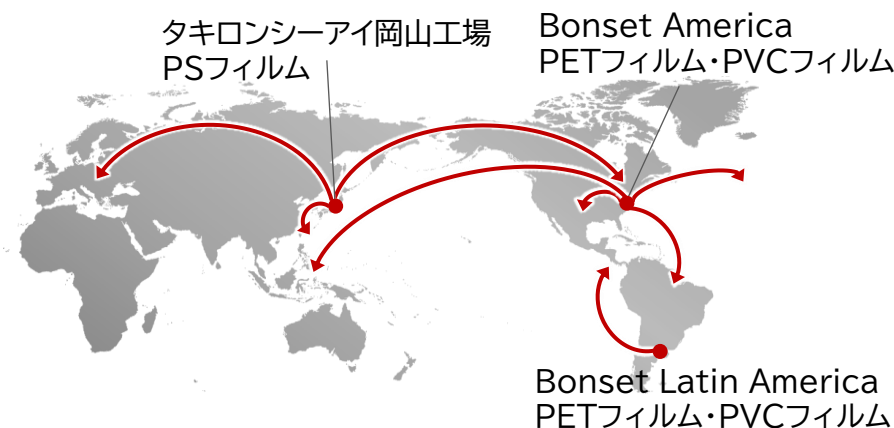 タキロンシーアイ岡山工場
PSフィルム
Bonset America
PETフィルム・PVCフィルム
Bonset Latin America
PETフィルム・PVCフィルム